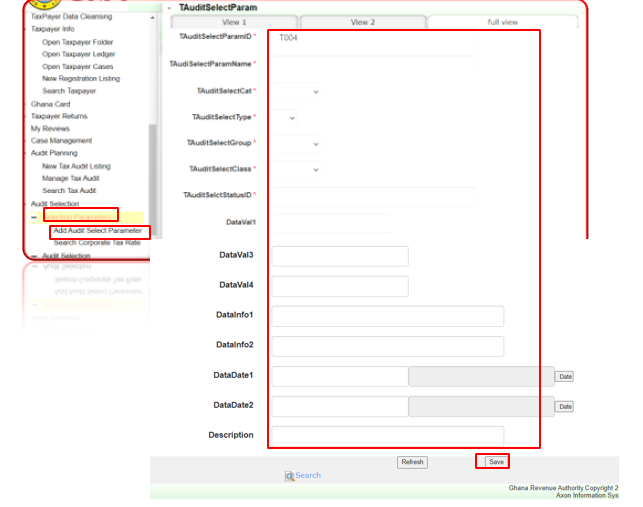 TaxPayer Data Cleansing
Taxpayer Info
Open Taxpayer Folder
Open Taxpayer Ledger
Open Taxpayer Cases
New Registration Listing
Search Taxpayer
Ghana Card
Taxpayer Returns
My Reviews
Case Management
Audit Planning
New Tax Audit Listing
Manage Tax Audit
Search Tax Audit
Audit Selection
Selection Parameters
Add Audit Select Parameter
Search Corporate Tax Rate
Audit Selection
- TAuditSelectParam
View 1 View 2 full view
TAuditSelectParamID * T004
TAudiSelectParamName *
TAuditSelectCat *
TAuditSelectType *
TAuditSelectGroup *
TAuditSelectClass *
TAuditSelctStatusID *
DataVal1
DataVal3
DataVal4
DataInfo1
DataInfo2
DataDate1 Date
DataDate2 Date
Description
Refresh Save
Search
Ghana Revenue Authority Copyright 2
Axon Information Sys